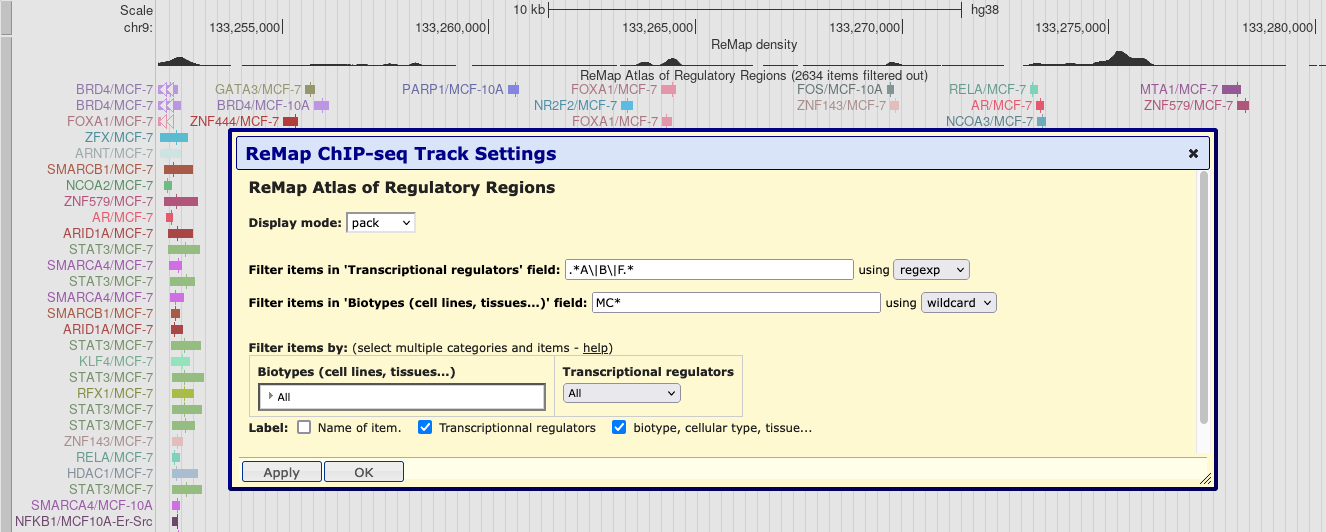 Scale 10 kb hg38
chr9: 133,255,000 133,260,000 133,265,000 133,270,000 133,275,000 133,280,000
ReMap density
ReMap Atlas of Regulatory Regions (2634 items filtered out)
BRD4/MCF-7 GATA3/MCF-7 PARP1/MCF-10A FOXA1/MCF-7 FOS/MCF-10A RELA/MCF-7 MTA1/MCF-7
BRD4/MCF-7 BRD4/MCF-10A NR2F2/MCF-7 ZNF143/MCF-7 AR/MCF-7 ZNF579/MCF-7
FOXA1/MCF-7 ZNF444/MCF-7 FOXA1/MCF-7 NCOA3/MCF-7
ZFX/MCF-7
ARNT/MCF-7
SMARCB1/MCF-7
NCOA2/MCF-7
ZNF579/MCF-7
AR/MCF-7
ARID1A/MCF-7
STAT3/MCF-7
SMARCA4/MCF-7
STAT3/MCF-7
SMARCA4/MCF-7
SMARCB1/MCF-7
ARID1A/MCF-7
STAT3/MCF-7
KLF4/MCF-7
STAT3/MCF-7
RFX1/MCF-7
STAT3/MCF-7
STAT3/MCF-7
ZNF143/MCF-7
RELA/MCF-7
HDAC1/MCF-7
STAT3/MCF-7
SMARCA4/MCF-10A
NFKB1/MCF10A-Er-Src
ReMap ChIP-seq Track Settings
ReMap Atlas of Regulatory Regions
Display mode: pack
Filter items in 'Transcriptional regulators' field: .*A\|B\|F.* using regexp
Filter items in 'Biotypes (cell lines, tissues...)' field: MC* using wildcard
Filter items by: (select multiple categories and items - help)
Biotypes (cell lines, tissues...) Transcriptional regulators
All All
Label: Name of item. Transcriptionnal regulators biotype, cellular type, tissue...
Apply OK